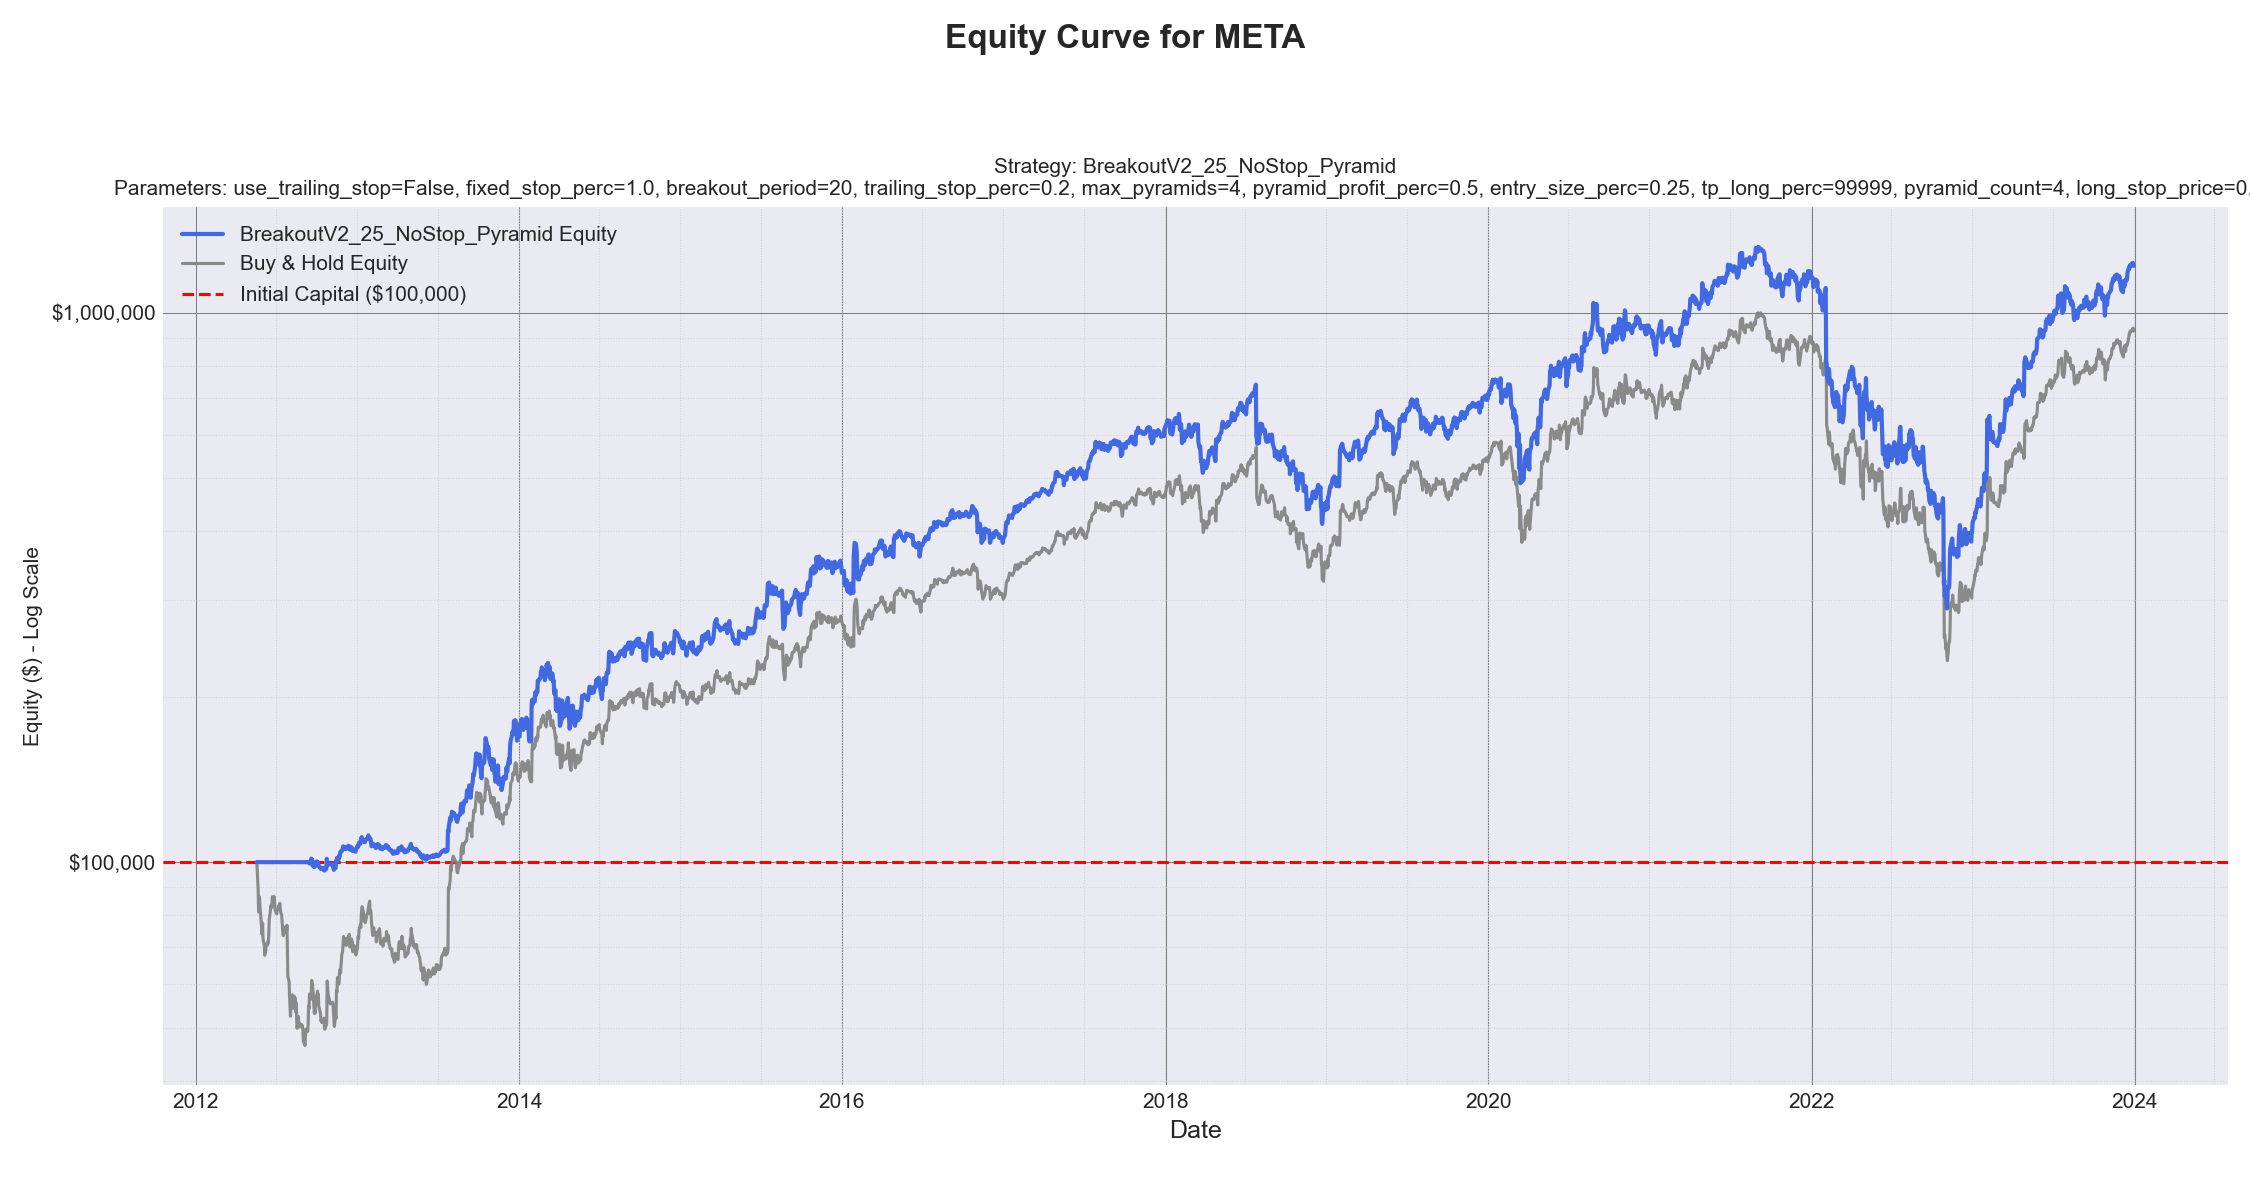 Equity Curve for META
Strategy: BreakoutV2_25_NoStop_Pyramid
Parameters: use_trailing_stop=False, fixed_stop_perc=1.0, breakout_period=20, trailing_stop_perc=0.2, max_pyramids=4, pyramid_profit_perc=0.5, entry_size_perc=0.25, tp_long_perc=99999, pyramid_count=4, long_stop_price=0.
BreakoutV2_25_NoStop_Pyramid Equity
Buy & Hold Equity
Initial Capital ($100,000)
$1,000,000
$100,000
Equity ($) - Log Scale
2012 2014 2016 2018 2020 2022 2024
Date